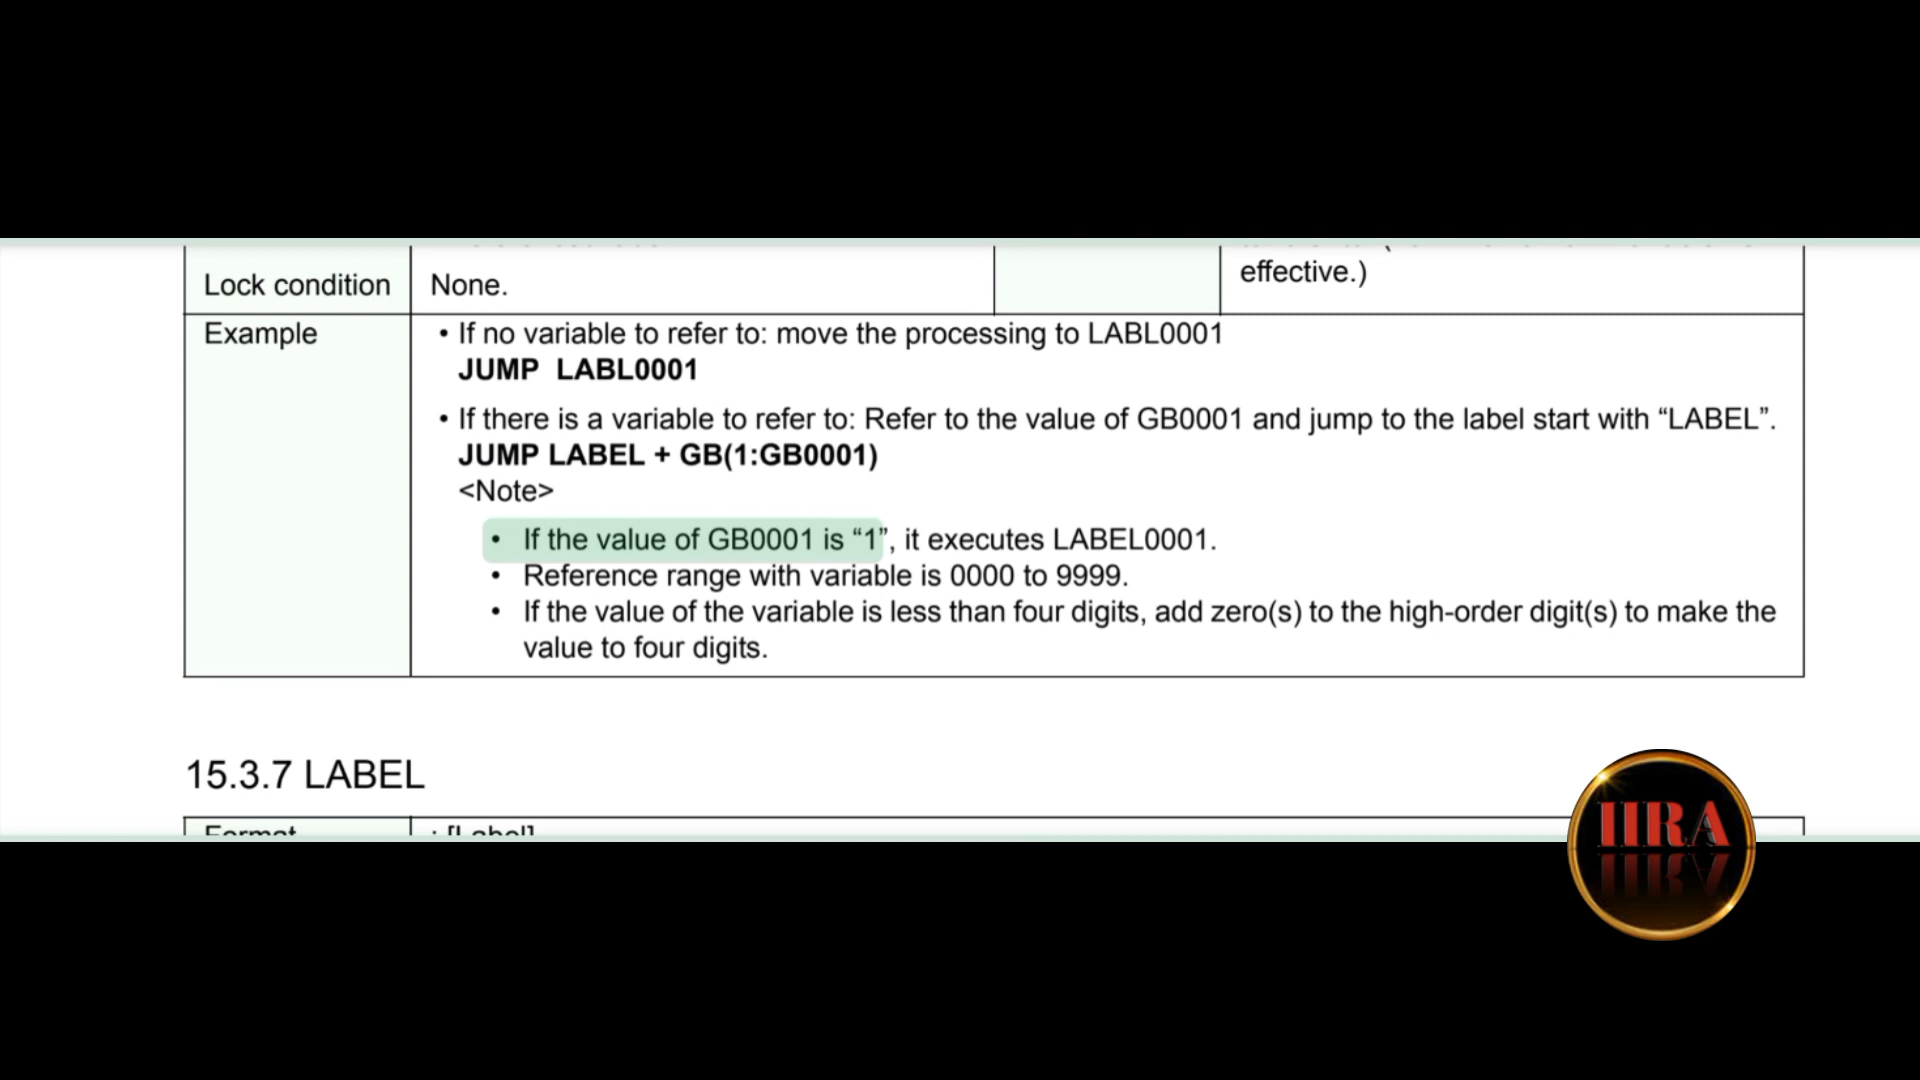 effective.)
Lock condition None.
Example • If no variable to refer to: move the processing to LABL0001
JUMP LABL0001
• If there is a variable to refer to: Refer to the value of GB0001 and jump to the label start with “LABEL”.
JUMP LABEL + GB(1:GB0001)
<Note>
• If the value of GB0001 is “1”, it executes LABEL0001.
• Reference range with variable is 0000 to 9999.
• If the value of the variable is less than four digits, add zero(s) to the high-order digit(s) to make the
value to four digits.
15.3.7 LABEL
Format : [Label]
IIRA